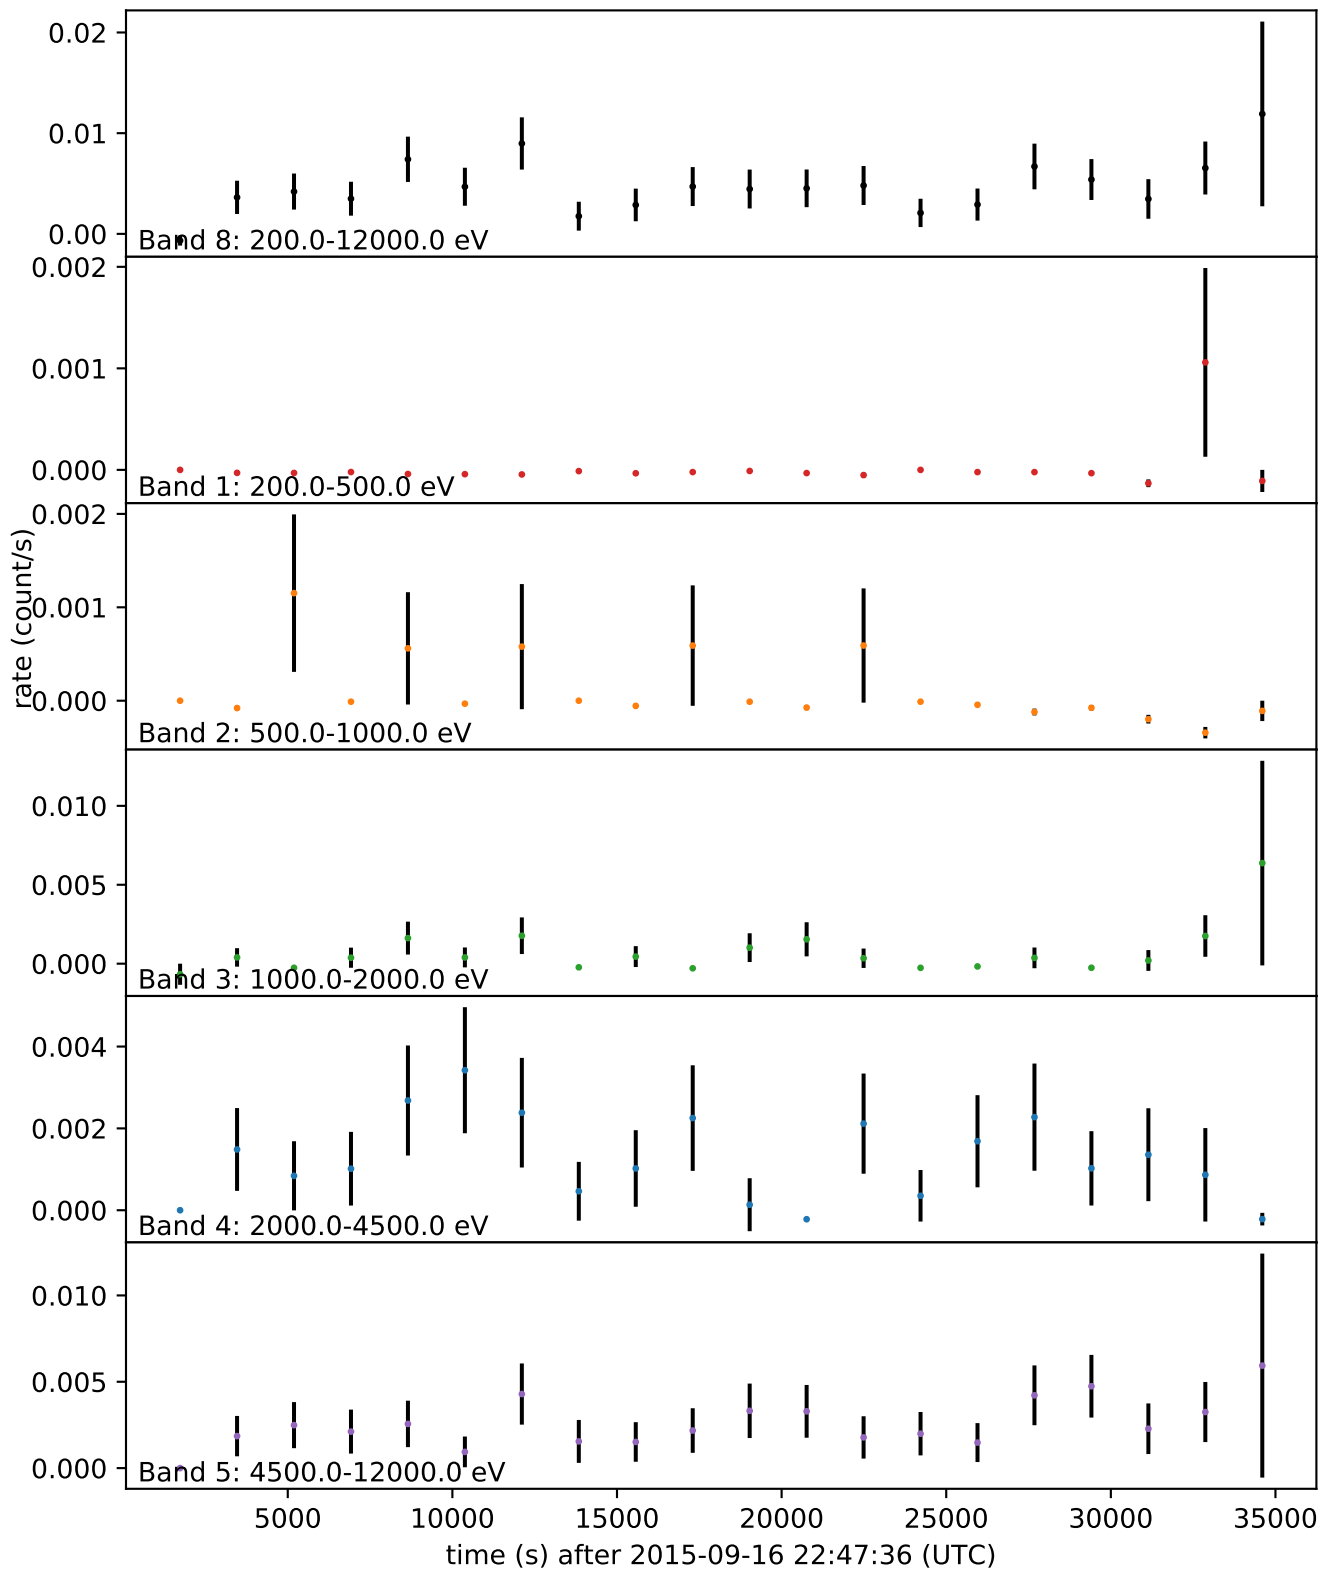 0.02
0.01
0.00
Band 8: 200.0-12000.0 eV
0.002
0.001
0.000
Band 1: 200.0-500.0 eV
0.002
0.001
0.000
Band 2: 500.0-1000.0 eV
rate (count/s)
0.010
0.005
0.000
Band 3: 1000.0-2000.0 eV
0.004
0.002
0.000
Band 4: 2000.0-4500.0 eV
0.010
0.005
0.000
Band 5: 4500.0-12000.0 eV
5000 10000 15000 20000 25000 30000 35000
time (s) after 2015-09-16 22:47:36 (UTC)